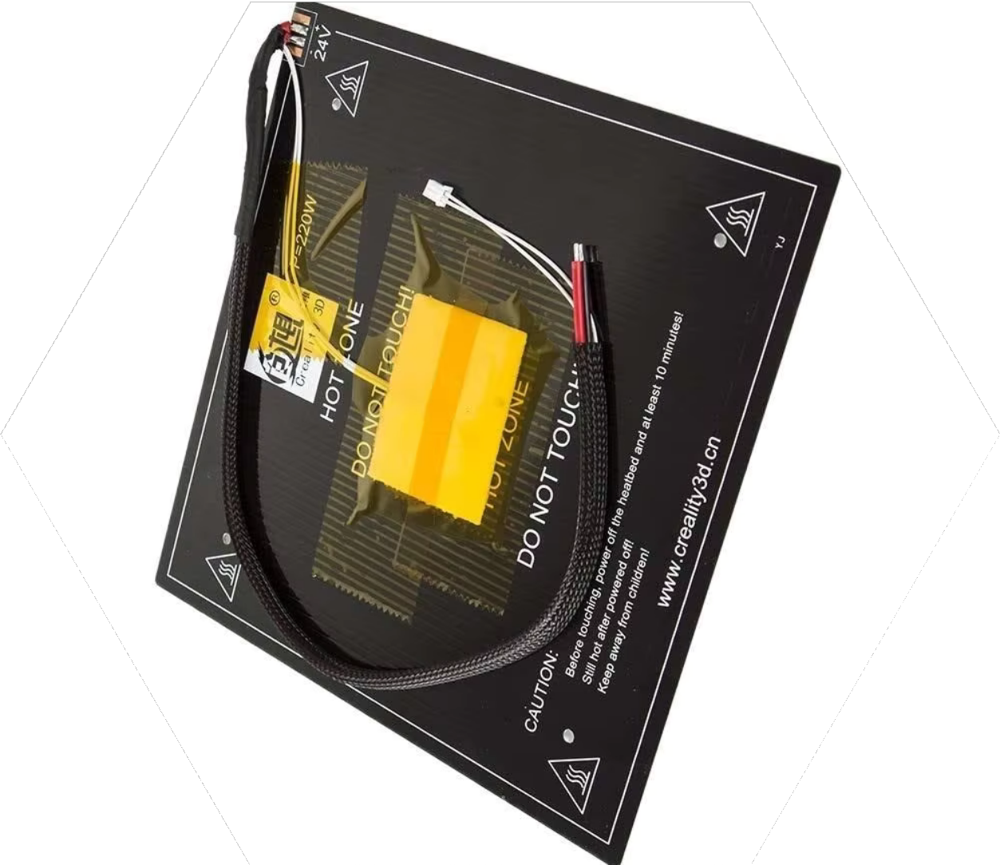 +
24V
-
P=220W
®
Creality 3D
HOT ZONE
DO NOT TOUCH!
HOT ZONE
DO NOT TOUCH!
CAUTION:
Before touching, power off the heatbed and at least 10 minutes!
Still hot after powered off!
Keep away from children!
www.creality3d.cn
YJ